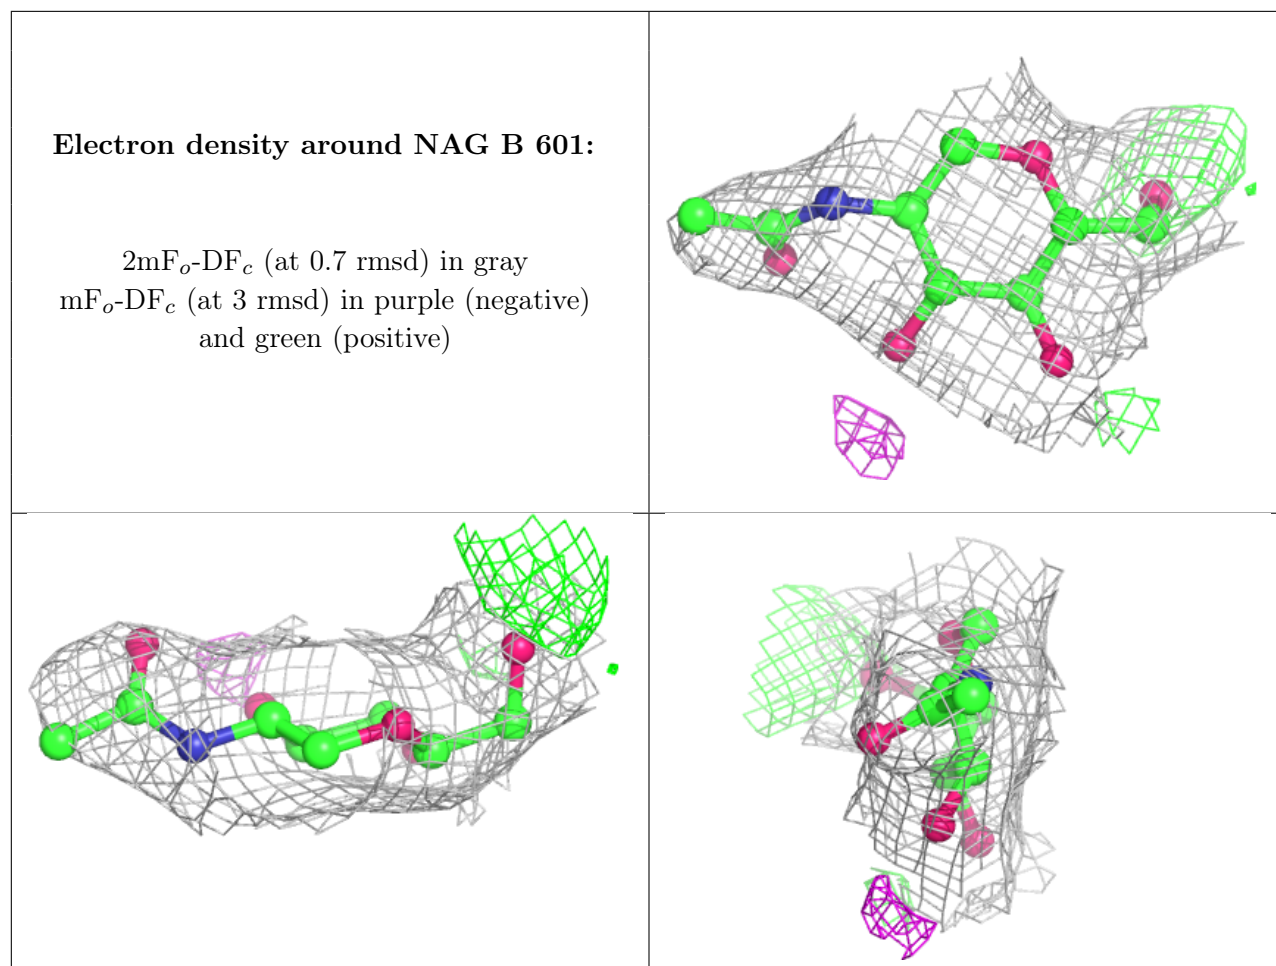 Electron density around NAG B 601:
2mFₒ-DF𝒸 (at 0.7 rmsd) in gray
mFₒ-DF𝒸 (at 3 rmsd) in purple (negative)
and green (positive)